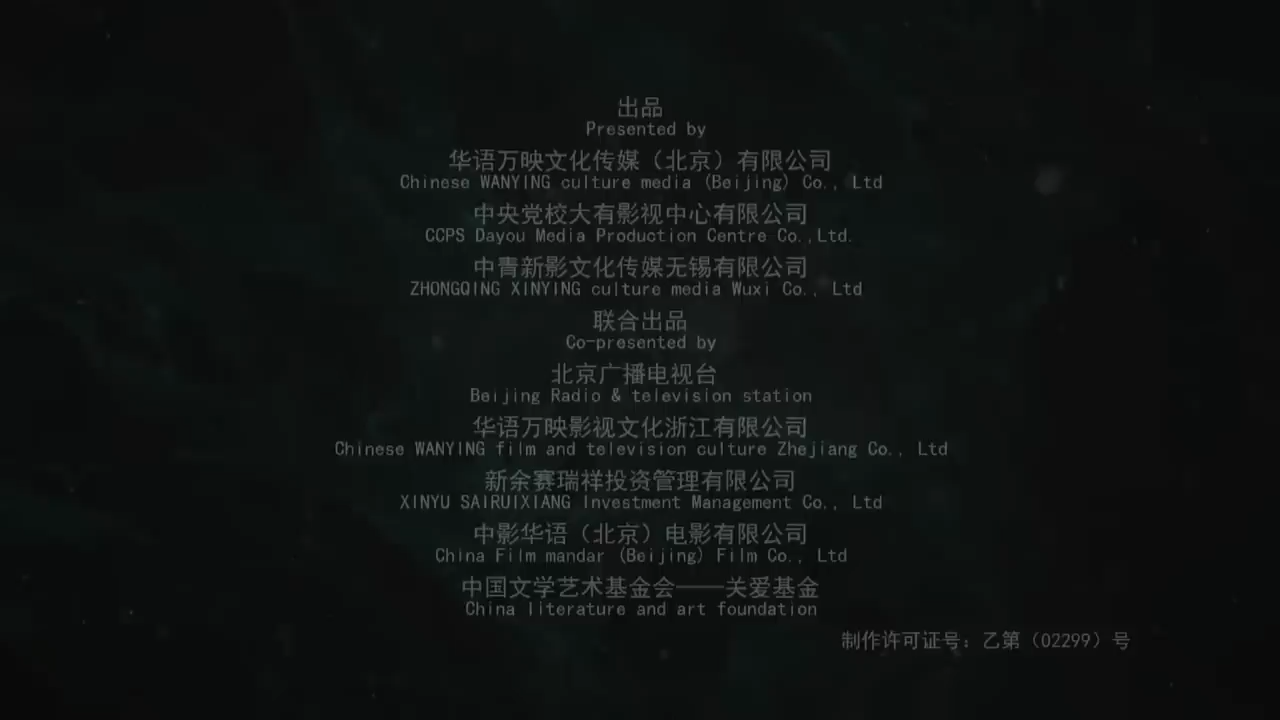 出品
Presented by
华语万映文化传媒（北京）有限公司
Chinese WANYING culture media (Beijing) Co., Ltd
中央党校大有影视中心有限公司
CCPS Dayou Media Production Centre Co.,Ltd.
中青新影文化传媒无锡有限公司
ZHONGQING XINYING culture media Wuxi Co., Ltd
联合出品
Co-presented by
北京广播电视台
Beijing Radio & television station
华语万映影视文化浙江有限公司
Chinese WANYING film and television culture Zhejiang Co., Ltd
新余赛瑞祥投资管理有限公司
XINYU SAIRUIXIANG Investment Management Co., Ltd
中影华语（北京）电影有限公司
China Film mandar (Beijing) Film Co., Ltd
中国文学艺术基金会——关爱基金
China literature and art foundation
制作许可证号：乙第（02299）号